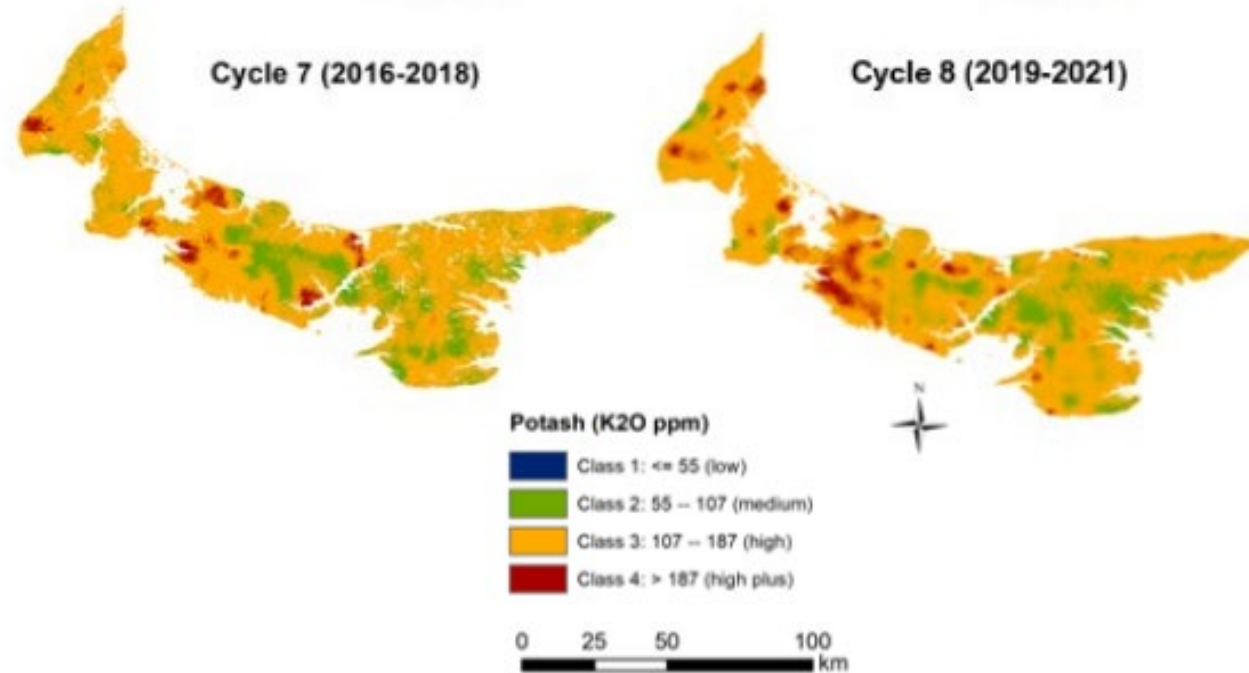 Cycle 7 (2016-2018)
Cycle 8 (2019-2021)
N
Potash (K2O ppm)
Class 1: <= 55 (low)
Class 2: 55 -- 107 (medium)
Class 3: 107 -- 187 (high)
Class 4: > 187 (high plus)
0 25 50 100
km